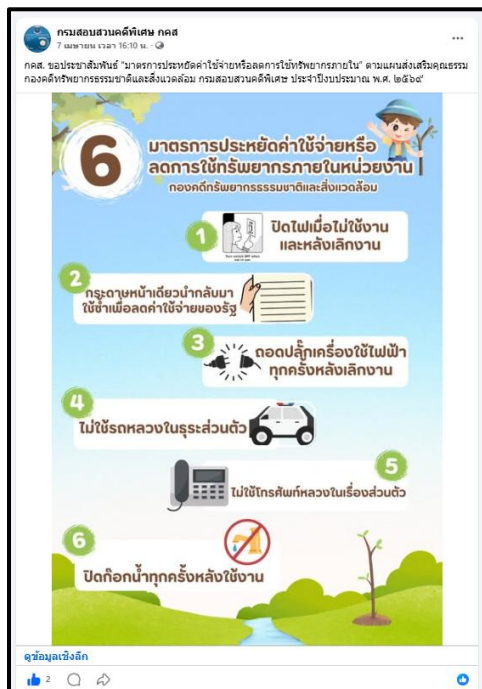 กรมสอบสวนคดีพิเศษ กคส
7 เมษายน เวลา 16:10 น. ·
กคส. ขอประชาสัมพันธ์ "มาตรการประหยัดค่าใช้จ่ายหรือลดการใช้ทรัพยากรภายใน" ตามแผนส่งเสริมคุณธรรม
กองคดีทรัพยากรธรรมชาติและสิ่งแวดล้อม กรมสอบสวนคดีพิเศษ ประจำปีงบประมาณ พ.ศ. ๒๕๖๙
6
มาตรการประหยัดค่าใช้จ่ายหรือ
ลดการใช้ทรัพยากรภายในหน่วยงาน
กองคดีทรัพยากรธรรมชาติและสิ่งแวดล้อม
1
ปิดไฟเมื่อไม่ใช้งาน
และหลังเลิกงาน
2
กระดาษหน้าเดียวนำกลับมา
ใช้ซ้ำเพื่อลดค่าใช้จ่ายของรัฐ
3
ถอดปลั๊กเครื่องใช้ไฟฟ้า
ทุกครั้งหลังเลิกงาน
4
ไม่ใช้รถหลวงในธุระส่วนตัว
5
ไม่ใช้โทรศัพท์หลวงในเรื่องส่วนตัว
6
ปิดก๊อกน้ำทุกครั้งหลังใช้งาน
ดูข้อมูลเชิงลึก
2